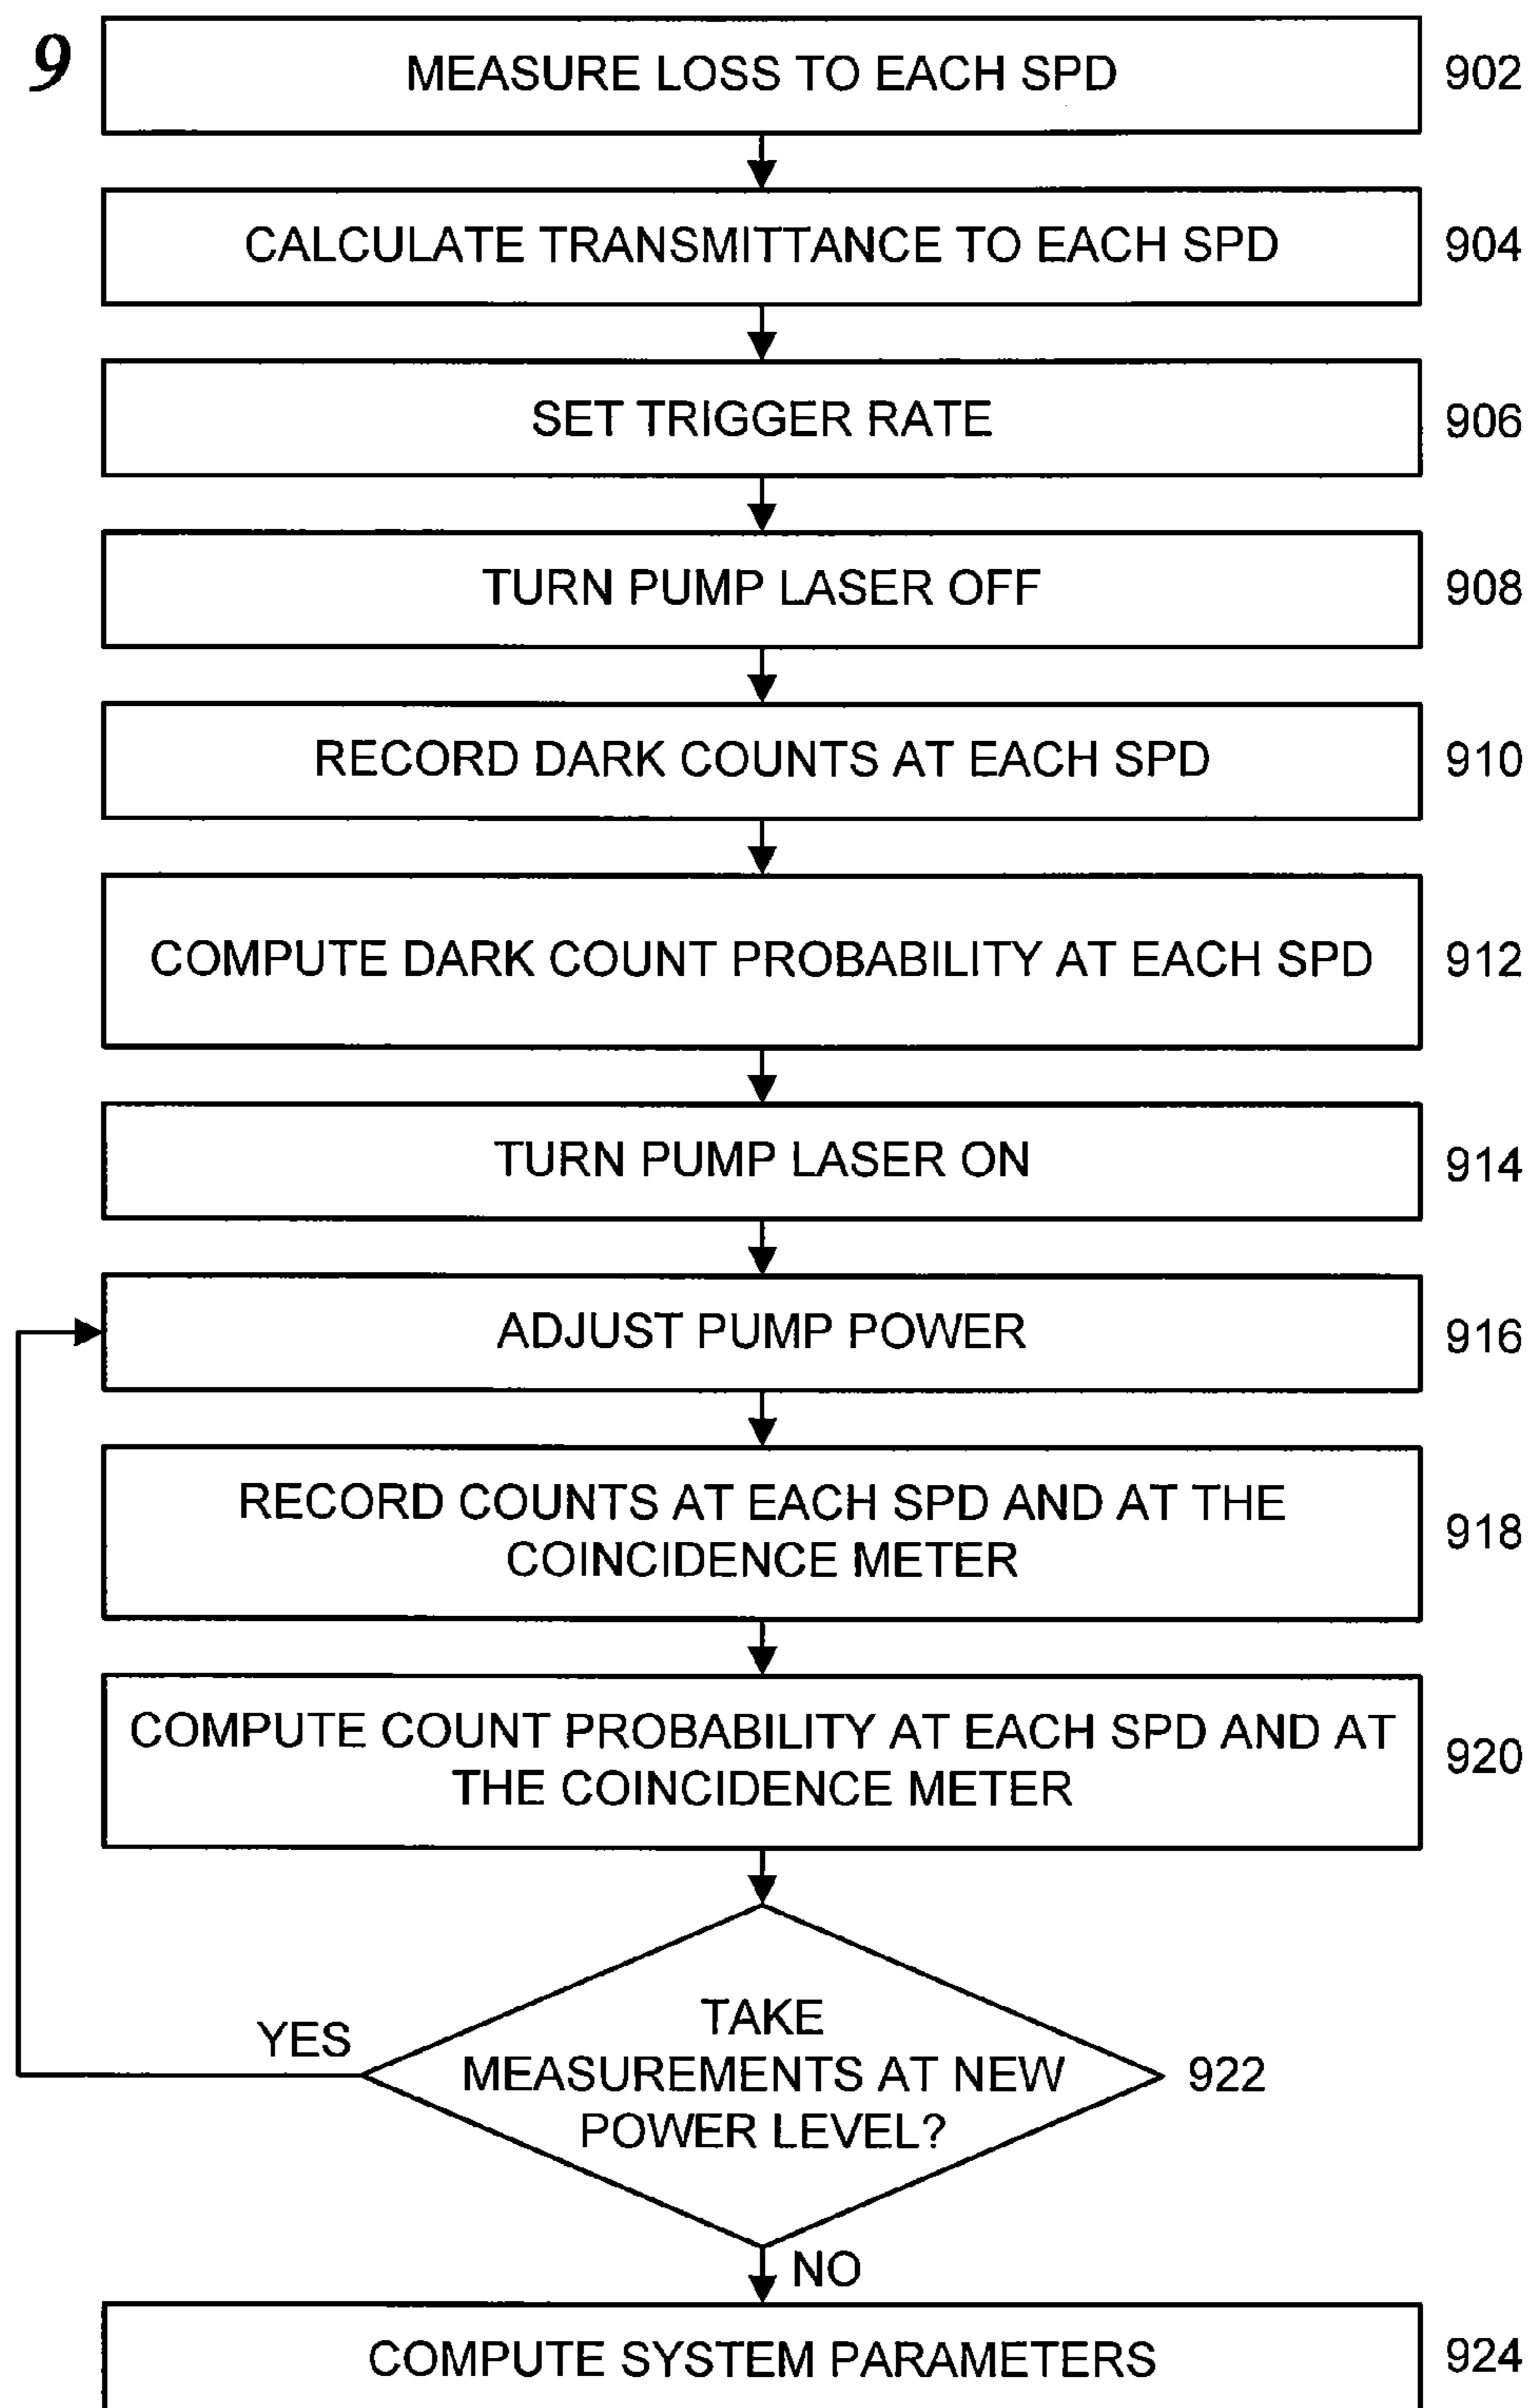 9
MEASURE LOSS TO EACH SPD
902
CALCULATE TRANSMITTANCE TO EACH SPD
904
SET TRIGGER RATE
906
TURN PUMP LASER OFF
908
RECORD DARK COUNTS AT EACH SPD
910
COMPUTE DARK COUNT PROBABILITY AT EACH SPD
912
TURN PUMP LASER ON
914
ADJUST PUMP POWER
916
RECORD COUNTS AT EACH SPD AND AT THE
COINCIDENCE METER
918
COMPUTE COUNT PROBABILITY AT EACH SPD AND AT
THE COINCIDENCE METER
920
YES
TAKE
MEASUREMENTS AT NEW
POWER LEVEL?
922
NO
COMPUTE SYSTEM PARAMETERS
924